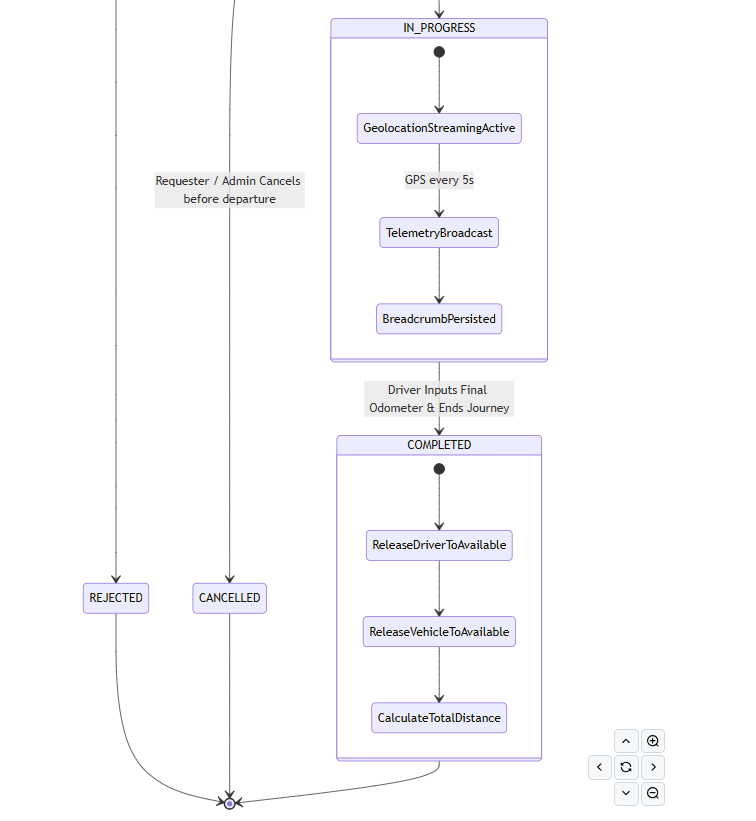 IN_PROGRESS
GeolocationStreamingActive
GPS every 5s
Requester / Admin Cancels
before departure
TelemetryBroadcast
BreadcrumbPersisted
Driver Inputs Final
Odometer & Ends Journey
COMPLETED
ReleaseDriverToAvailable
REJECTED
CANCELLED
ReleaseVehicleToAvailable
CalculateTotalDistance